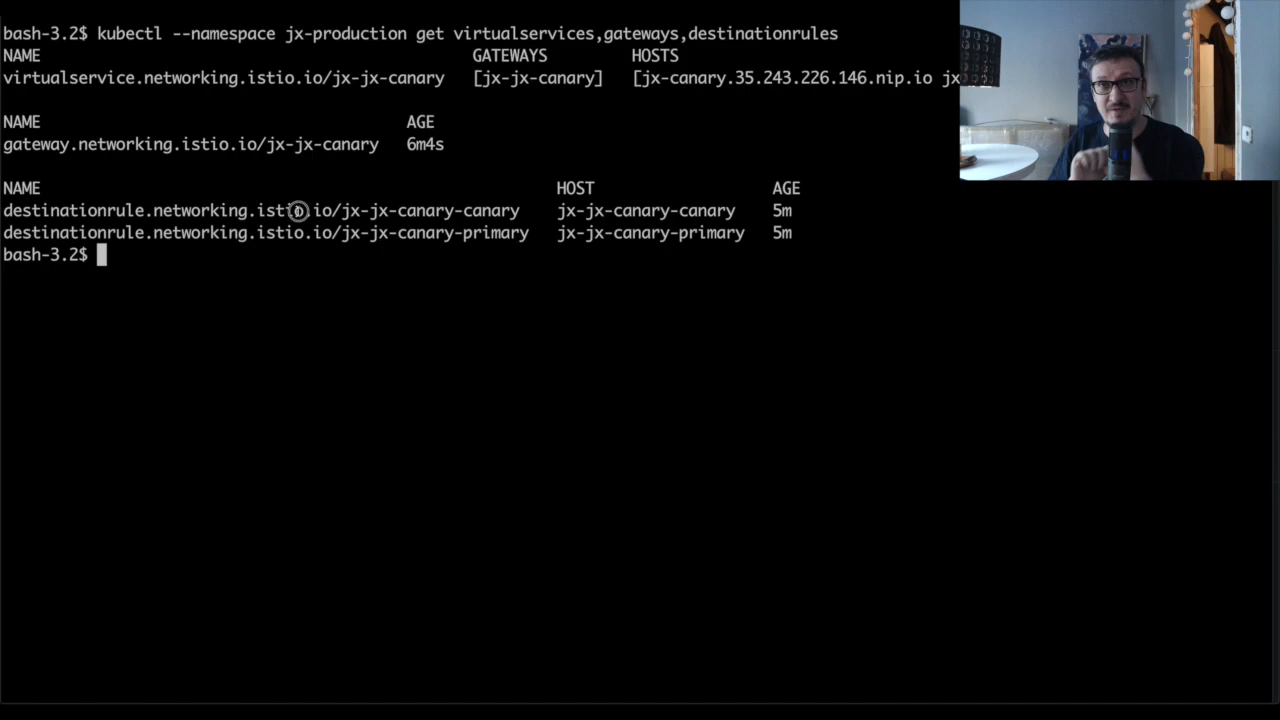 bash-3.2$ kubectl --namespace jx-production get virtualservices,gateways,destinationrules
NAME GATEWAYS HOSTS
virtualservice.networking.istio.io/jx-jx-canary [jx-jx-canary] [jx-canary.35.243.226.146.nip.io jx
NAME AGE
gateway.networking.istio.io/jx-jx-canary 6m4s
NAME HOST AGE
destinationrule.networking.istio.io/jx-jx-canary-canary jx-jx-canary-canary 5m
destinationrule.networking.istio.io/jx-jx-canary-primary jx-jx-canary-primary 5m
bash-3.2$